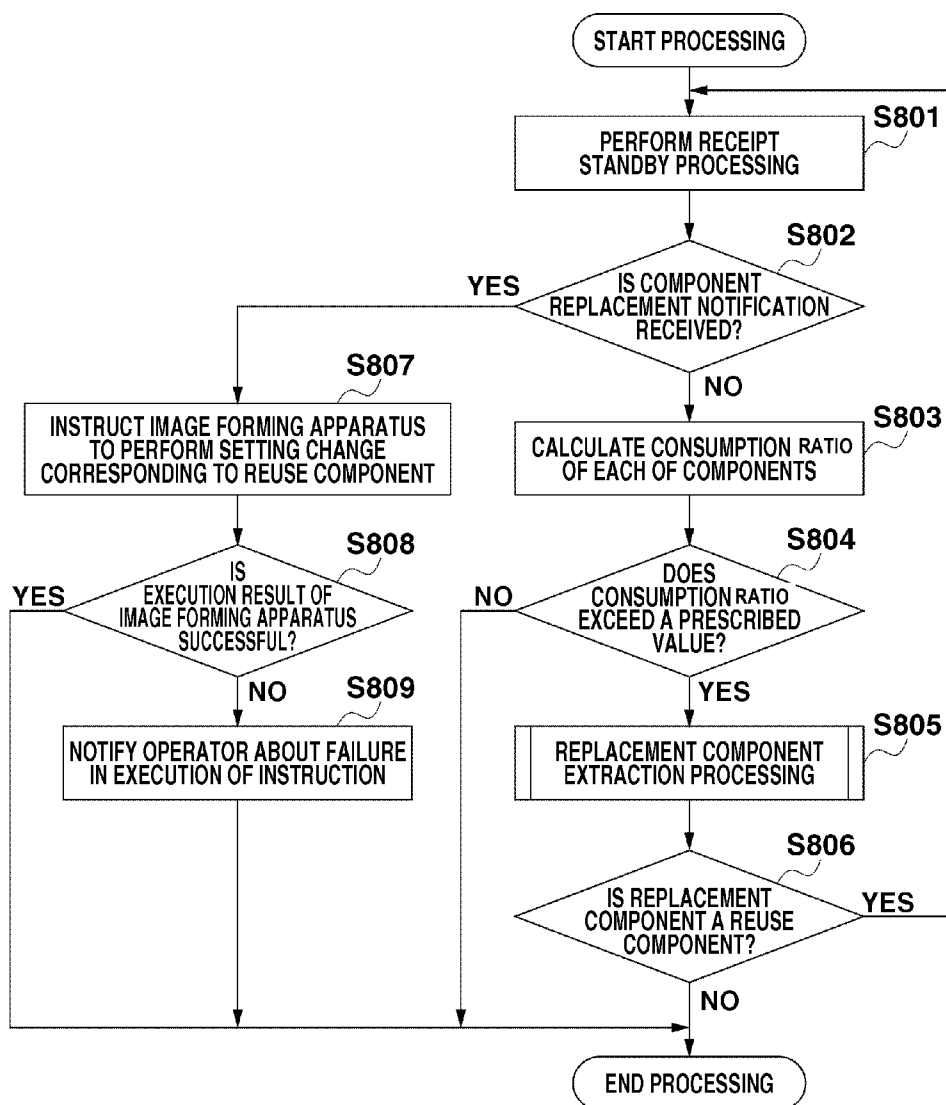 START PROCESSING
S801
PERFORM RECEIPT
STANDBY PROCESSING
S802
IS COMPONENT
REPLACEMENT NOTIFICATION
RECEIVED?
YES
NO
S807
INSTRUCT IMAGE FORMING APPARATUS
TO PERFORM SETTING CHANGE
CORRESPONDING TO REUSE COMPONENT
S803
CALCULATE CONSUMPTION RATIO
OF EACH OF COMPONENTS
S808
IS
EXECUTION RESULT OF
IMAGE FORMING APPARATUS
SUCCESSFUL?
YES
NO
S804
DOES
CONSUMPTION RATIO
EXCEED A PRESCRIBED
VALUE?
NO
YES
S809
NOTIFY OPERATOR ABOUT FAILURE
IN EXECUTION OF INSTRUCTION
S805
REPLACEMENT COMPONENT
EXTRACTION PROCESSING
S806
IS REPLACEMENT
COMPONENT A REUSE
COMPONENT?
YES
NO
END PROCESSING